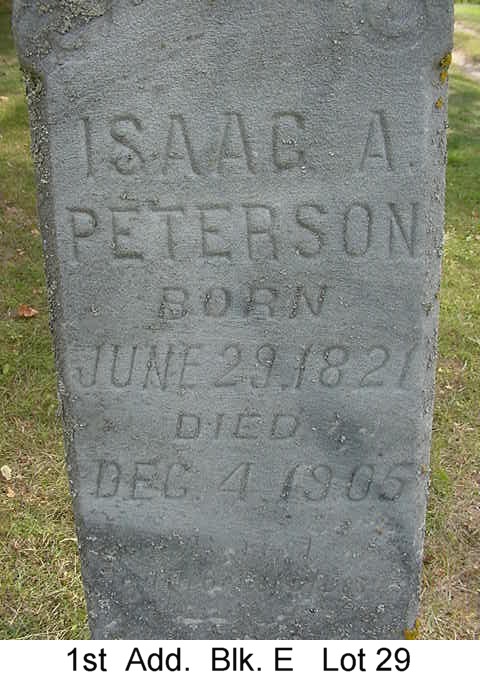 ISAAC A.
PETERSON
BORN
JUNE 29, 1821
DIED
DEC. 4, 1905
1st Add. Blk. E Lot 29